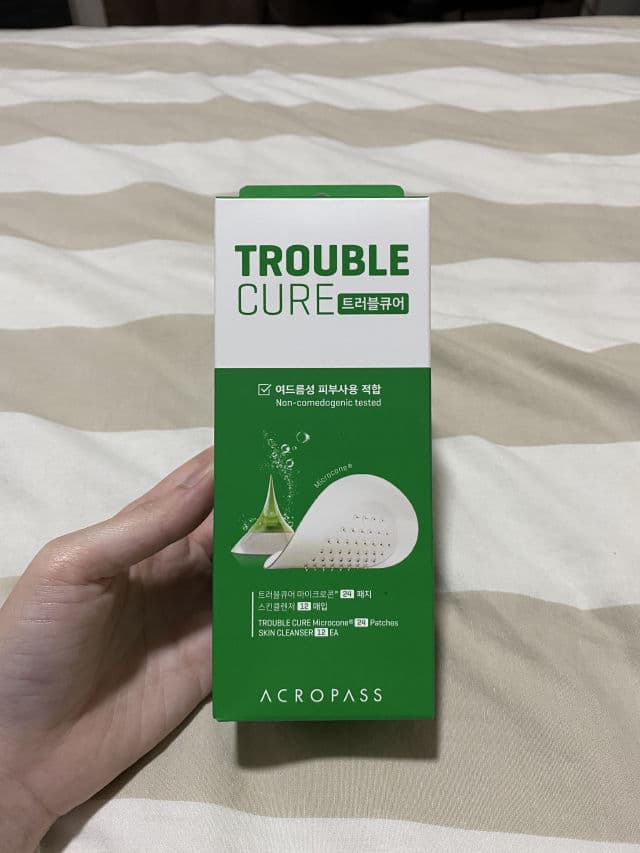 TROUBLE
CURE 트러블큐어
여드름성 피부사용 적합
Non-comedogenic tested
Microcone®
트러블큐어 마이크로콘® 24 패치
스킨클렌저 12 매입
TROUBLE CURE Microcone® 24 Patches
SKIN CLEANSER 12 EA
ACROPASS